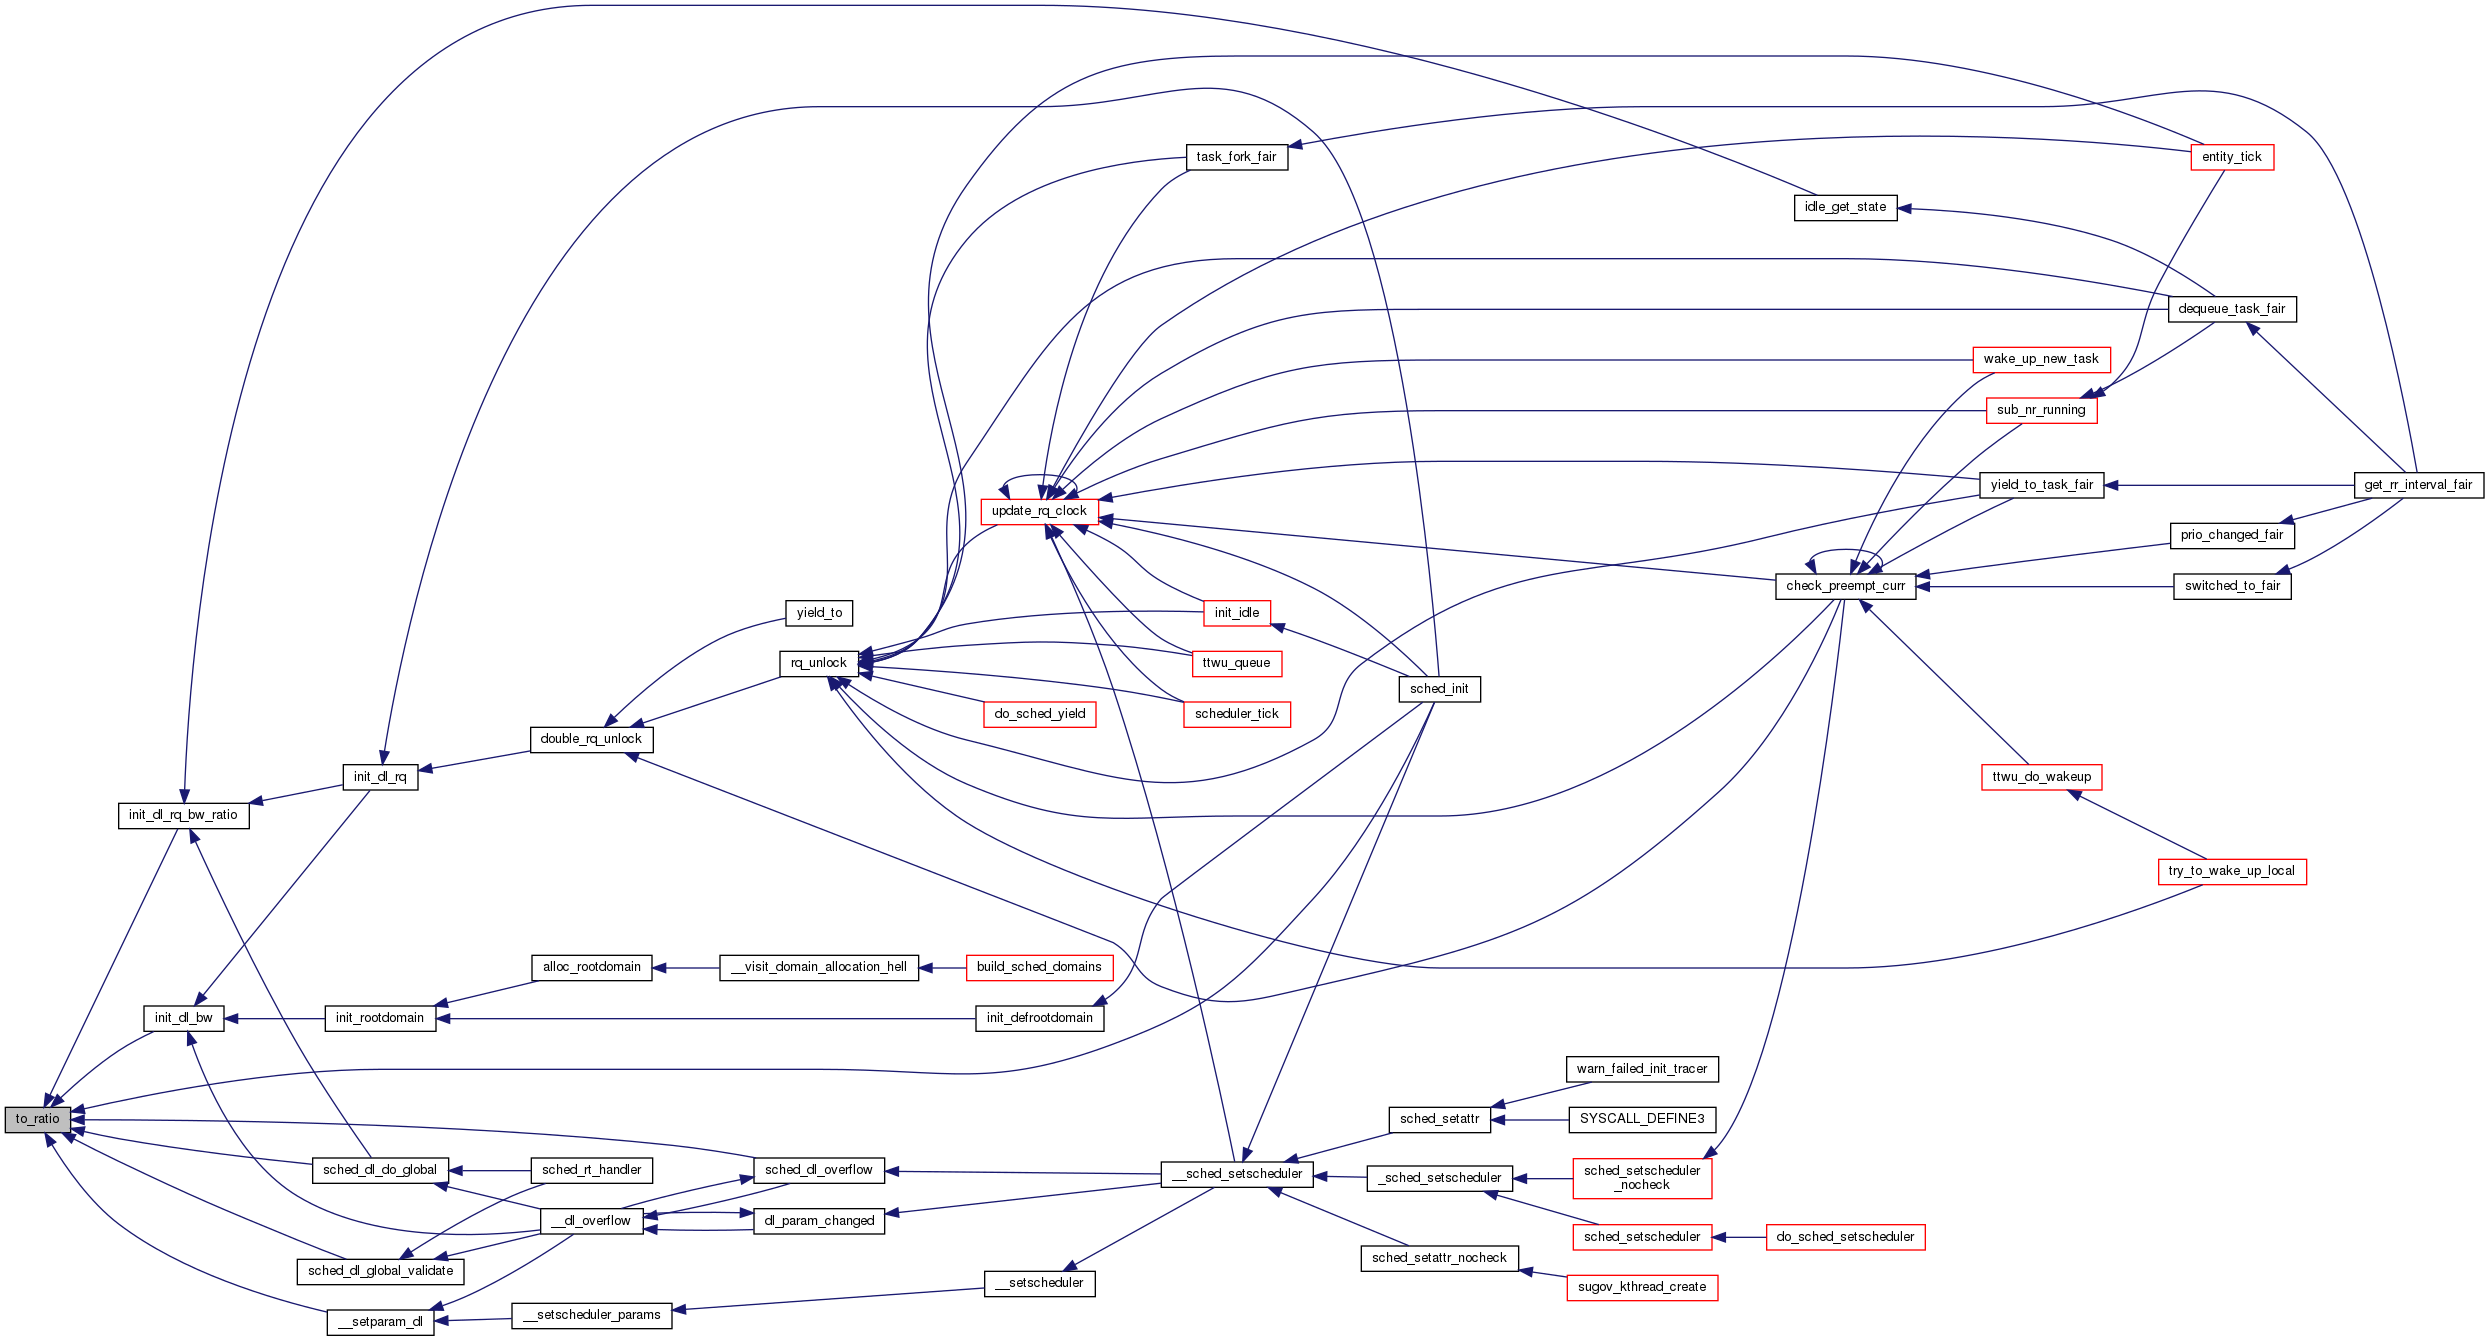 task_fork_fair
entity_tick
idle_get_state
dequeue_task_fair
wake_up_new_task
sub_nr_running
yield_to_task_fair
get_rr_interval_fair
update_rq_clock
prio_changed_fair
check_preempt_curr
switched_to_fair
yield_to
init_idle
rq_unlock
ttwu_queue
sched_init
do_sched_yield
scheduler_tick
double_rq_unlock
init_dl_rq
ttwu_do_wakeup
init_dl_rq_bw_ratio
try_to_wake_up_local
alloc_rootdomain
__visit_domain_allocation_hell
build_sched_domains
init_dl_bw
init_rootdomain
init_defrootdomain
warn_failed_init_tracer
to_ratio
sched_setattr
SYSCALL_DEFINE3
sched_dl_do_global
sched_rt_handler
sched_dl_overflow
__sched_setscheduler
_sched_setscheduler
sched_setscheduler
_nocheck
__dl_overflow
dl_param_changed
sched_setscheduler
do_sched_setscheduler
sched_dl_global_validate
sched_setattr_nocheck
__setscheduler
sugov_kthread_create
__setparam_dl
__setscheduler_params